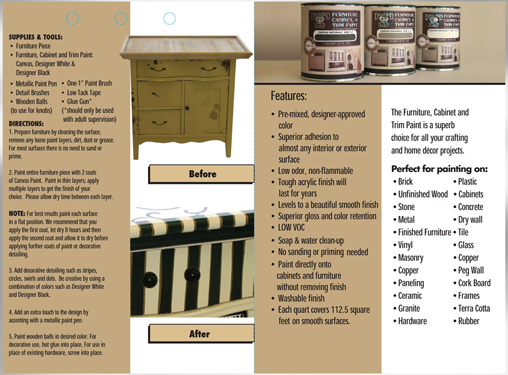 SUPPLIES & TOOLS:
• Furniture Piece
• Furniture, Cabinet and Trim Paint:
Canvas, Designer White &
Designer Black
• Metallic Paint Pen
• Detail Brushes
• Wooden Balls
(to use for knobs)
• One-1" Paint Brush
• Low Tack Tape
• Glue Gun*
(*should only be used
with adult supervision)
DIRECTIONS:
1. Prepare furniture by cleaning the surface;
remove any loose paint layers, dirt, dust or grease.
For most surfaces there is no need to sand or
prime.
2. Paint entire furniture piece with 2 coats
of Canvas Paint. Paint in thin layers; apply
multiply layers to get the finish of your
choice. Please allow dry time between each layer.
NOTE: For best results paint each surface
in a flat position. We recommend that you
apply the first coat, let dry 8 hours and then
apply the second coat and allow it to dry before
applying further coats of paint or decorative
detailing.
3. Add decorative detailing such as stripes,
circles, swirls and dots. Be creative by using a
combination of colors such as Designer White
and Designer Black.
4. Add an extra touch to the design by
accenting with a metallic paint pen.
5. Paint wooden balls in desired color. For
decorative use, hot glue into place. For use in
place of existing hardware, screw into place.
Before
After
FURNITURE,
CABINET &
TRIM PAINT
FURNITURE,
CABINET &
TRIM PAINT
FURNITURE,
CABINET &
TRIM PAINT
Features:
• Pre-mixed, designer-approved
color
• Superior adhesion to
almost any interior or exterior
surface
• Low odor, non-flammable
• Tough acrylic finish will
last for years
• Levels to a beautiful smooth finish
• Superior gloss and color retention
• LOW VOC
• Soap & water clean-up
• No sanding or priming needed
• Paint directly onto
cabinets and furniture
without removing finish
• Washable finish
• Each quart covers 112.5 square
feet on smooth surfaces.
The Furniture, Cabinet and
Trim Paint is a superb
choice for all your crafting
and home décor projects.
Perfect for painting on:
• Brick
• Unfinished Wood
• Stone
• Metal
• Finished Furniture
• Vinyl
• Masonry
• Copper
• Paneling
• Ceramic
• Granite
• Hardware
• Plastic
• Cabinets
• Concrete
• Dry wall
• Tile
• Glass
• Copper
• Peg Wall
• Cork Board
• Frames
• Terra Cotta
• Rubber